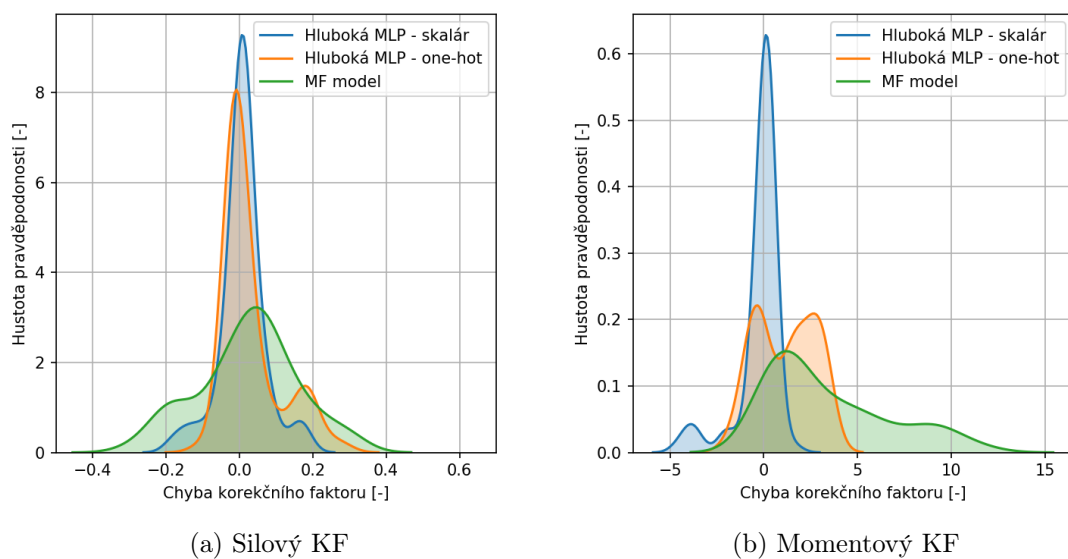 Hluboká MLP - skalár
Hluboká MLP - one-hot
MF model
Hustota pravděpodonosti [-]
8
6
4
2
0
−0.4 −0.2 0.0 0.2 0.4 0.6
Chyba korekčního faktoru [-]
(a) Silový KF
Hluboká MLP - skalár
Hluboká MLP - one-hot
MF model
Hustota pravděpodonosti [-]
0.6
0.5
0.4
0.3
0.2
0.1
0.0
−5 0 5 10 15
Chyba korekčního faktoru [-]
(b) Momentový KF